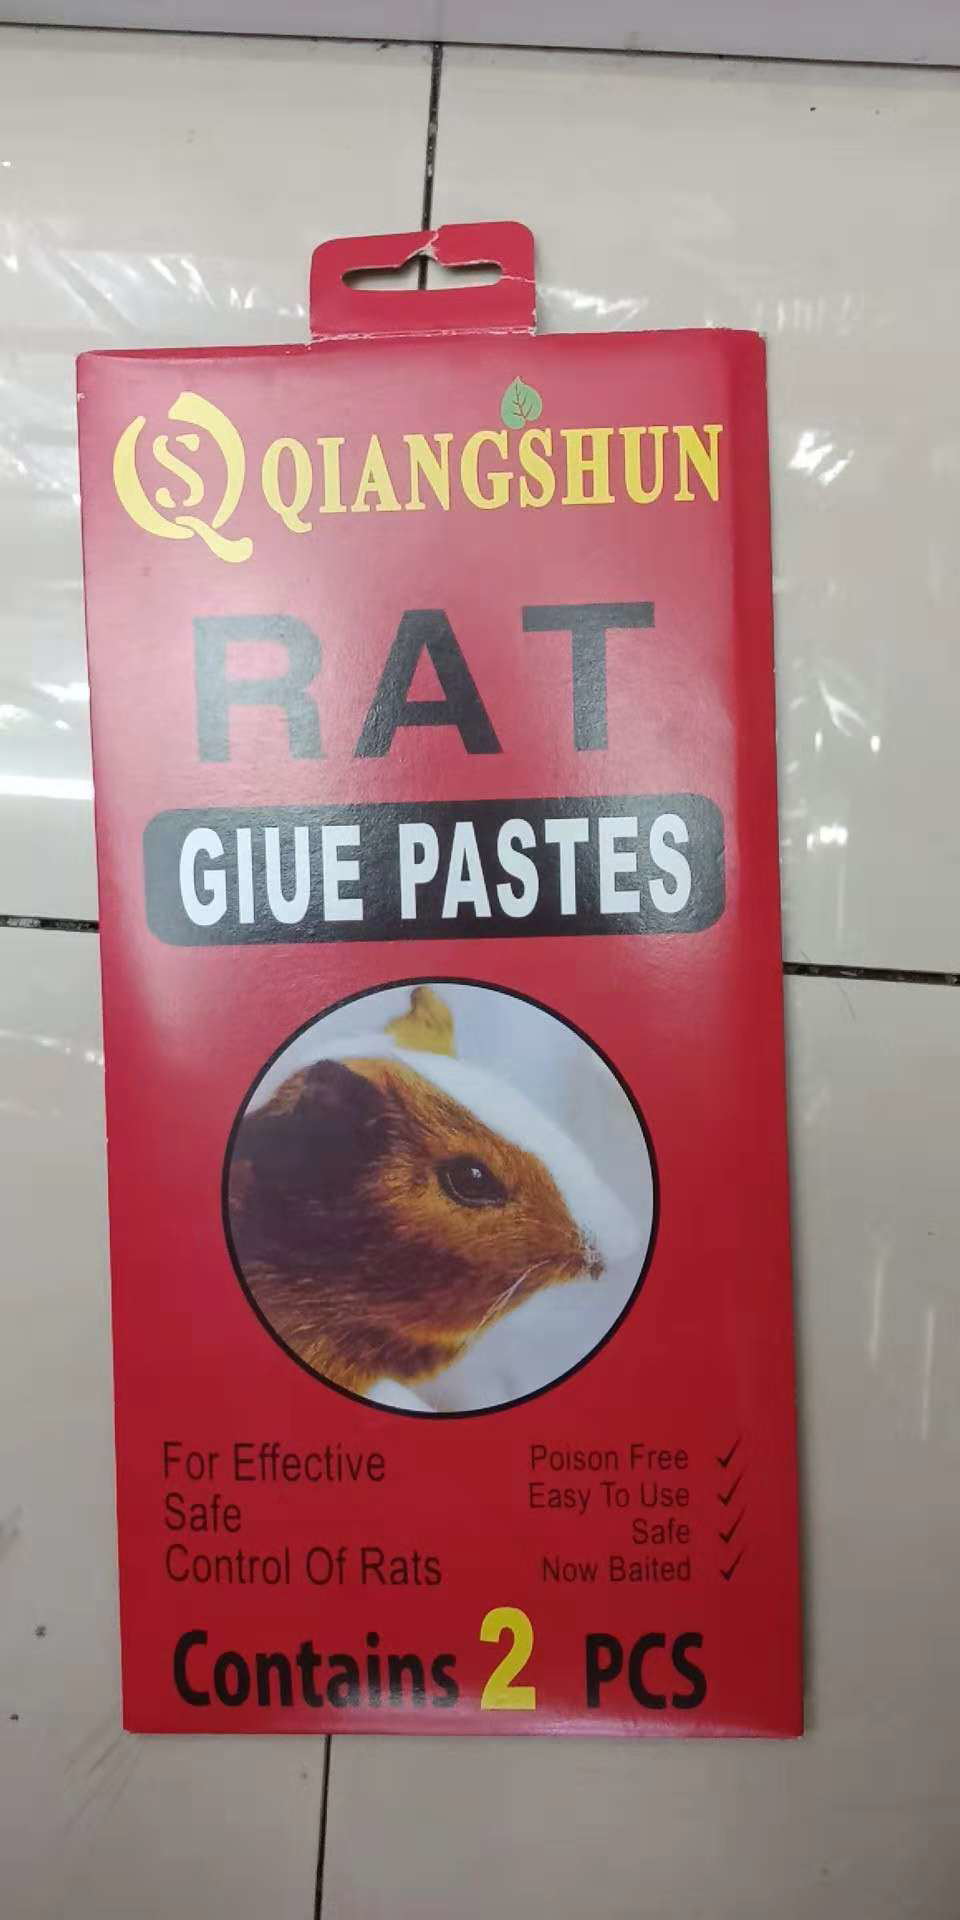 SQ QIANGSHUN
RAT
GIUE PASTES
For Effective
Safe
Control Of Rats
Poison Free ✓
Easy To Use ✓
Safe ✓
Now Baited ✓
Contains 2 PCS